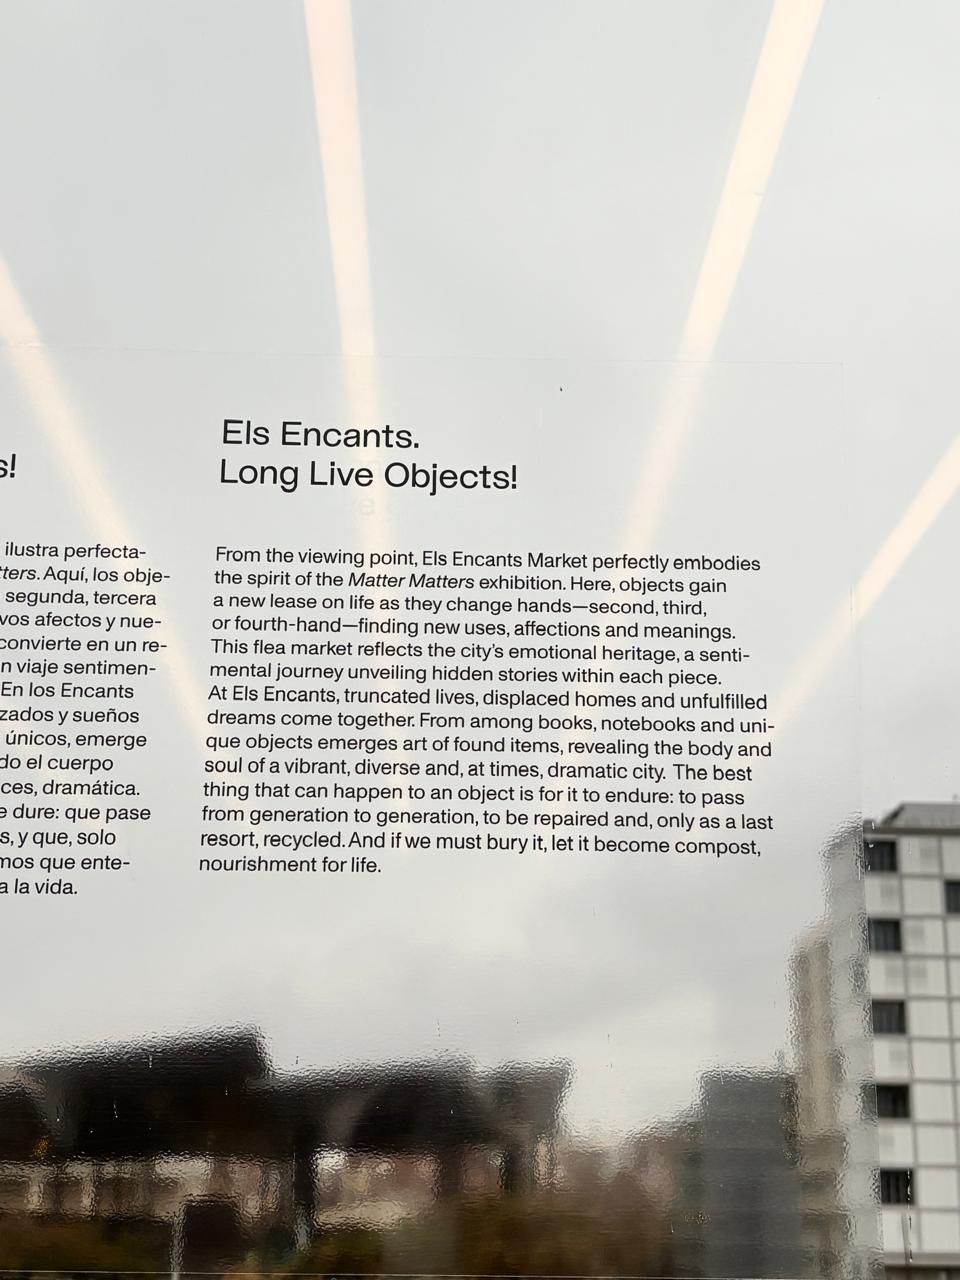 s!
ilustra perfecta-
tters. Aquí, los obje-
segunda, tercera
vos afectos y nue-
convierte en un re-
n viaje sentimen-
En los Encants
zados y sueños
únicos, emerge
do el cuerpo
ces, dramática.
e dure: que pase
s, y que, solo
mos que ente-
a la vida.
Els Encants.
Long Live Objects!
From the viewing point, Els Encants Market perfectly embodies
the spirit of the Matter Matters exhibition. Here, objects gain
a new lease on life as they change hands—second, third,
or fourth-hand—finding new uses, affections and meanings.
This flea market reflects the city's emotional heritage, a senti-
mental journey unveiling hidden stories within each piece.
At Els Encants, truncated lives, displaced homes and unfulfilled
dreams come together. From among books, notebooks and uni-
que objects emerges art of found items, revealing the body and
soul of a vibrant, diverse and, at times, dramatic city. The best
thing that can happen to an object is for it to endure: to pass
from generation to generation, to be repaired and, only as a last
resort, recycled. And if we must bury it, let it become compost,
nourishment for life.